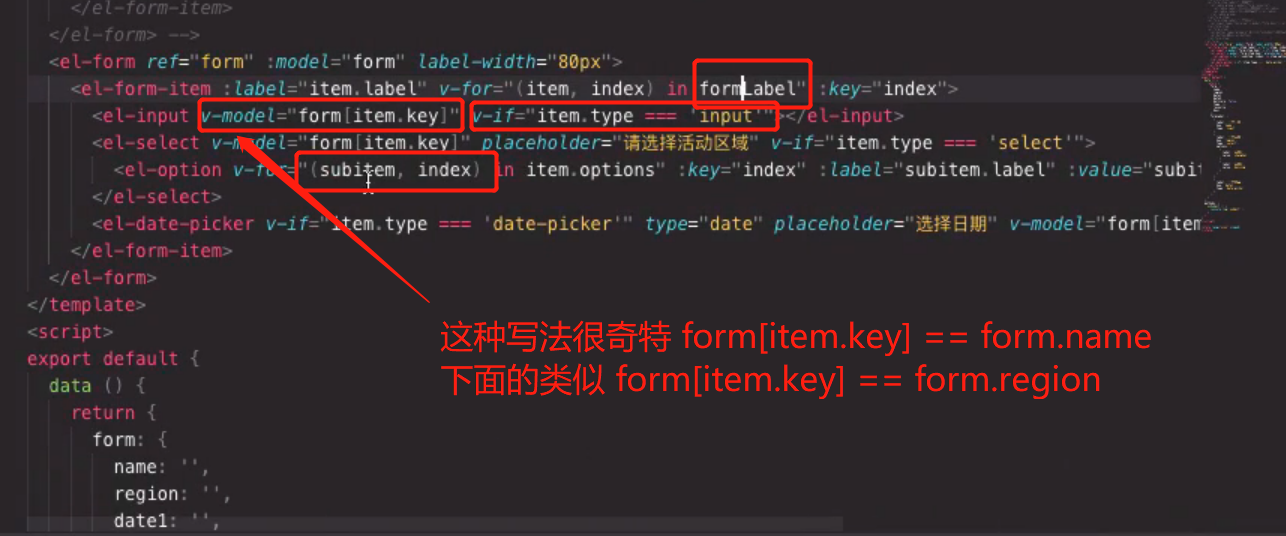 </el-form-item>
</el-form> -->
<el-form ref="form" :model="form" label-width="80px">
<el-form-item :label="item.label" v-for="(item, index) in formLabel" :key="index">
<el-input v-model="form[item.key]" v-if="item.type === 'input'"></el-input>
<el-select v-model="form[item.key]" placeholder="请选择活动区域" v-if="item.type === 'select'">
<el-option v-for="(subitem, index) in item.options" :key="index" :label="subitem.label" :value="subit
</el-select>
<el-date-picker v-if="item.type === 'date-picker'" type="date" placeholder="选择日期" v-model="form[item
</el-form-item>
</el-form>
</template>
<script>
export default {
data () {
return {
form: {
name: '',
region: '',
date1: '',
这种写法很奇特 form[item.key] == form.name
下面的类似 form[item.key] == form.region